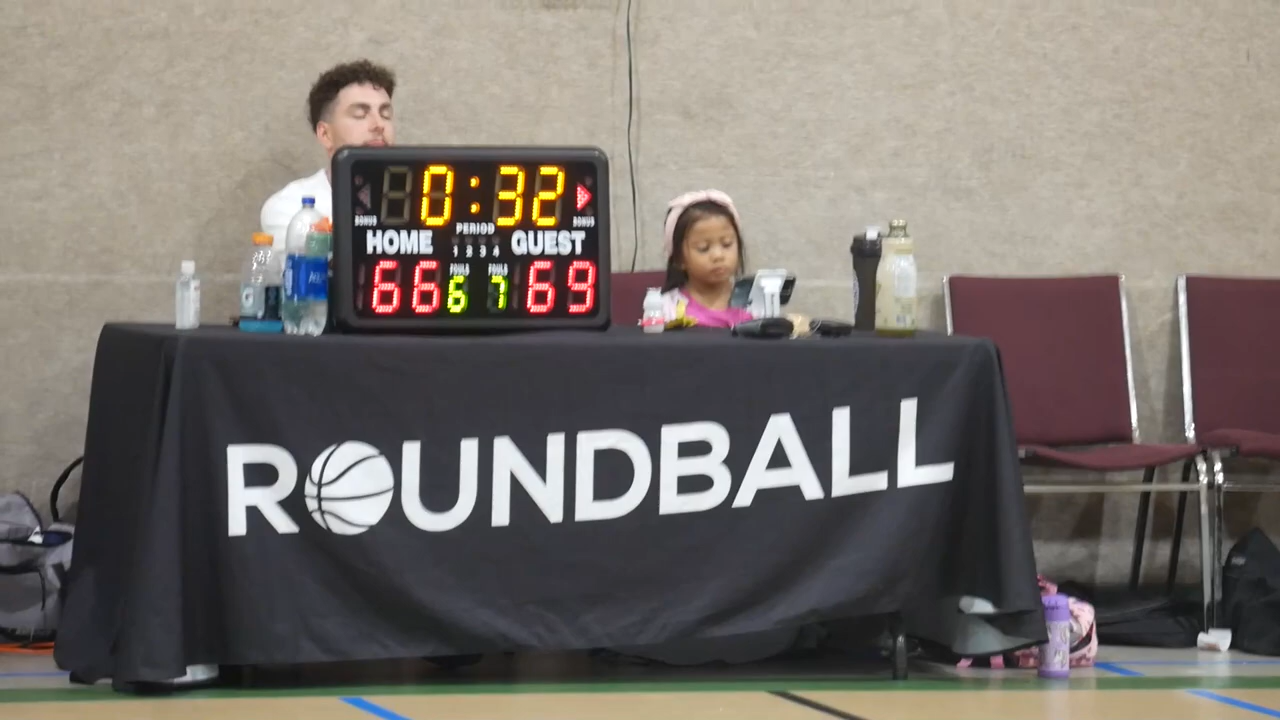 0:32
BONUS PERIOD BONUS
HOME 1 2 3 4 GUEST
FOULS FOULS
66 6 7 69
ROUNDBALL